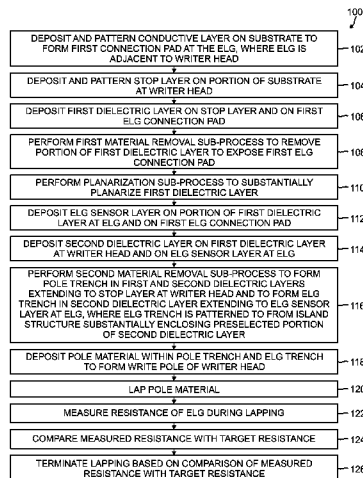 100
DEPOSIT AND PATTERN CONDUCTIVE LAYER ON SUBSTRATE TO
FORM FIRST CONNECTION PAD AT THE ELG, WHERE ELG IS
ADJACENT TO WRITER HEAD
102
DEPOSIT AND PATTERN STOP LAYER ON PORTION OF SUBSTRATE
AT WRITER HEAD
104
DEPOSIT FIRST DIELECTRIC LAYER ON STOP LAYER AND ON FIRST
ELG CONNECTION PAD
106
PERFORM FIRST MATERIAL REMOVAL SUB-PROCESS TO REMOVE
PORTION OF FIRST DIELECTRIC LAYER TO EXPOSE FIRST ELG
CONNECTION PAD
108
PERFORM PLANARIZATION SUB-PROCESS TO SUBSTANTIALLY
PLANARIZE FIRST DIELECTRIC LAYER
110
DEPOSIT ELG SENSOR LAYER ON PORTION OF FIRST DIELECTRIC
LAYER AT ELG AND ON FIRST ELG CONNECTION PAD
112
DEPOSIT SECOND DIELECTRIC LAYER ON FIRST DIELECTRIC LAYER
AT WRITER HEAD AND ON ELG SENSOR LAYER AT ELG
114
PERFORM SECOND MATERIAL REMOVAL SUB-PROCESS TO FORM
POLE TRENCH IN FIRST AND SECOND DIELECTRIC LAYERS
EXTENDING TO STOP LAYER AT WRITER HEAD AND TO FORM ELG
TRENCH IN SECOND DIELECTRIC LAYER EXTENDING TO ELG SENSOR
LAYER AT ELG, WHERE ELG TRENCH IS PATTERNED TO FROM ISLAND
STRUCTURE SUBSTANTIALLY ENCLOSING PRESELECTED PORTION
OF SECOND DIELECTRIC LAYER
116
DEPOSIT POLE MATERIAL WITHIN POLE TRENCH AND ELG TRENCH
TO FORM WRITE POLE OF WRITER HEAD
118
LAP POLE MATERIAL
120
MEASURE RESISTANCE OF ELG DURING LAPPING
122
COMPARE MEASURED RESISTANCE WITH TARGET RESISTANCE
124
TERMINATE LAPPING BASED ON COMPARISON OF MEASURED
RESISTANCE WITH TARGET RESISTANCE
126